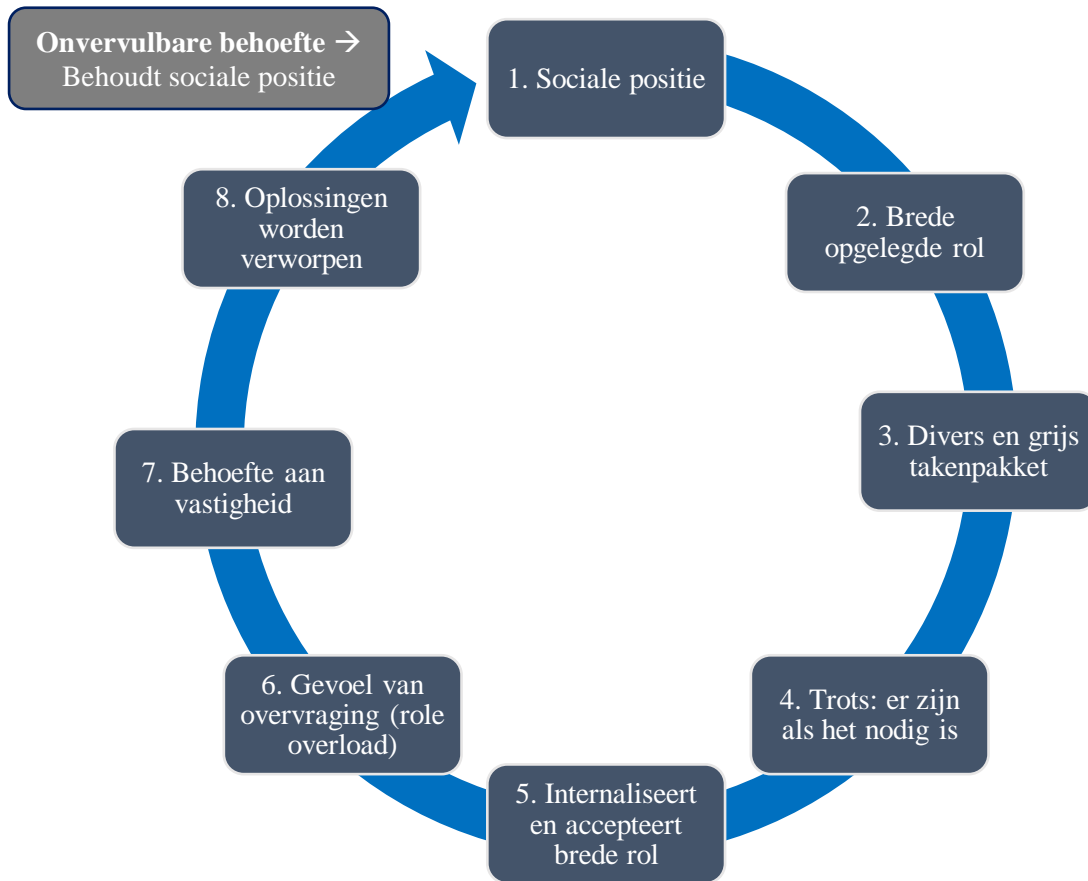 Onvervulbare behoefte →
Behoudt sociale positie
1. Sociale positie
2. Brede
opgelegde rol
3. Divers en grijs
takenpakket
4. Trots: er zijn
als het nodig is
5. Internaliseert
en accepteert
brede rol
6. Gevoel van
overvraging (role
overload)
7. Behoefte aan
vastigheid
8. Oplossingen
worden
verworpen